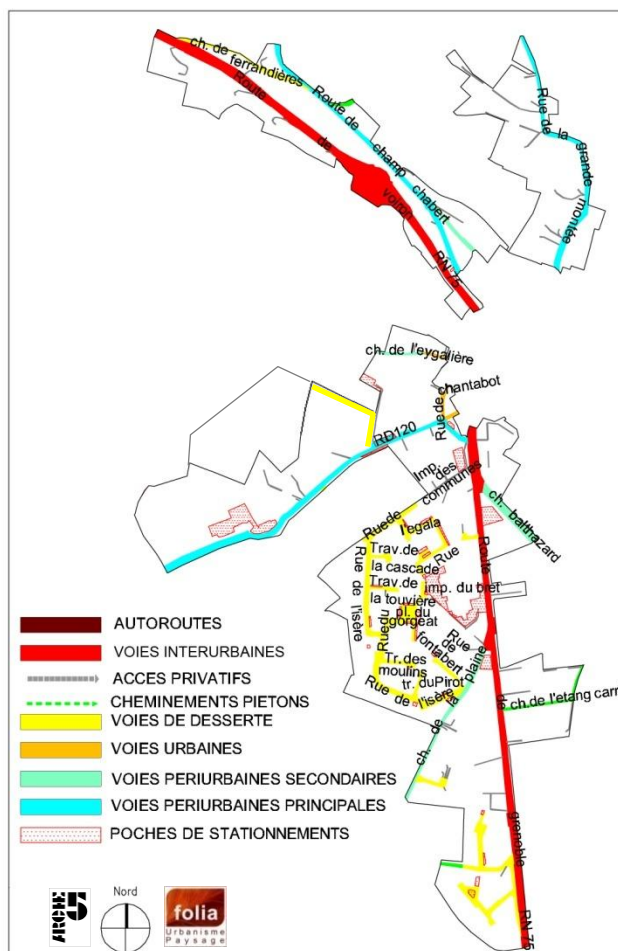 ch. de
ferrandières
Route de voiron RN 75
Route de champ chabert
Rue de la grande montée
ch. de l'eygalière
Rue de chantabot
RD120
Imp. des
communes
ch. balthazard
Rue de
l'egala
Rue
Trav.de
la cascade
Rue de l'isère
Trav.de
la touvière
imp. du bret
pl. du
gorgeat
Rue du
Rue de
fontabert
Tr. des
moulins
tr. du Pirot
Rue de l'isère
ch. de la plaine
ch.de l'etang carr
Route de grenoble RN 75
AUTOROUTES
VOIES INTERURBAINES
ACCES PRIVATIFS
CHEMINEMENTS PIETONS
VOIES DE DESSERTE
VOIES URBAINES
VOIES PERIURBAINES SECONDAIRES
VOIES PERIURBAINES PRINCIPALES
POCHES DE STATIONNEMENTS
ARCHE 5
Nord
folia
Urbanisme
Paysage